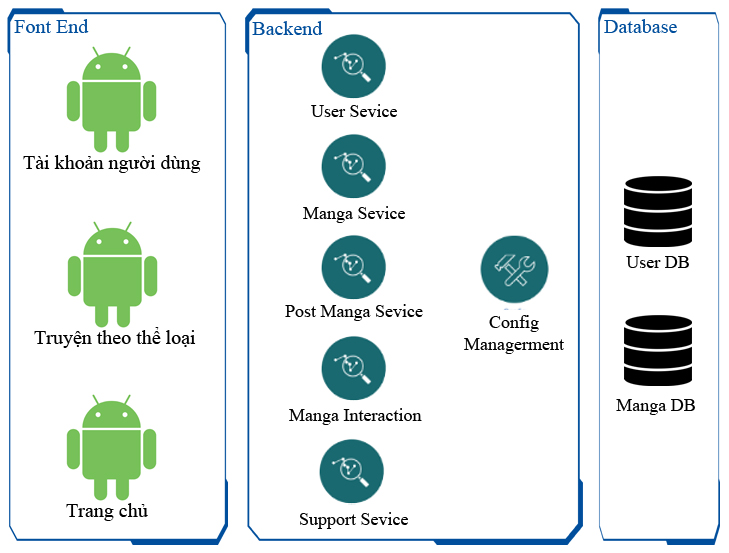 Font End
Tài khoản người dùng
Truyện theo thể loại
Trang chủ
Backend
User Sevice
Manga Sevice
Post Manga Sevice
Manga Interaction
Support Sevice
Config
Managerment
Database
User DB
Manga DB